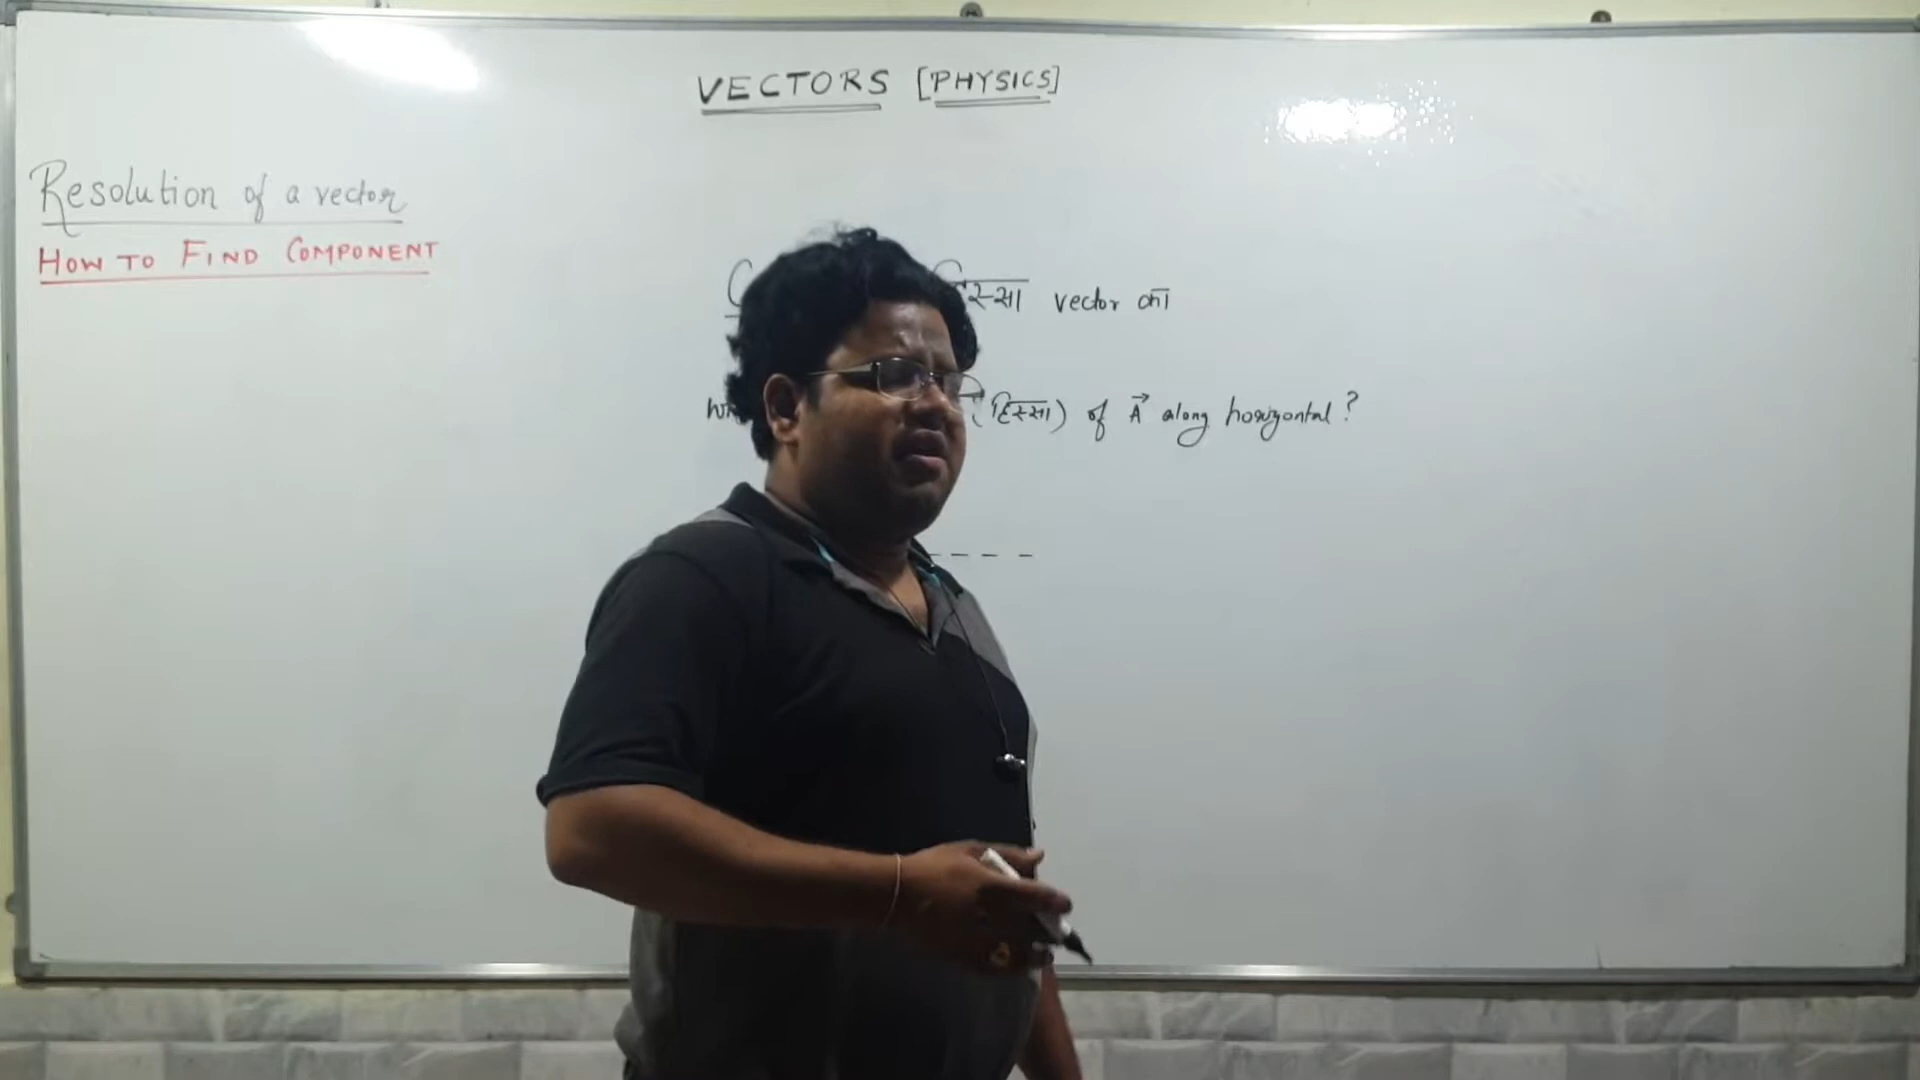 VECTORS [PHYSICS]
Resolution of a vector
HOW TO FIND COMPONENT
हिस्सा vector का
(हिस्सा) of A⃗ along horizontal ?